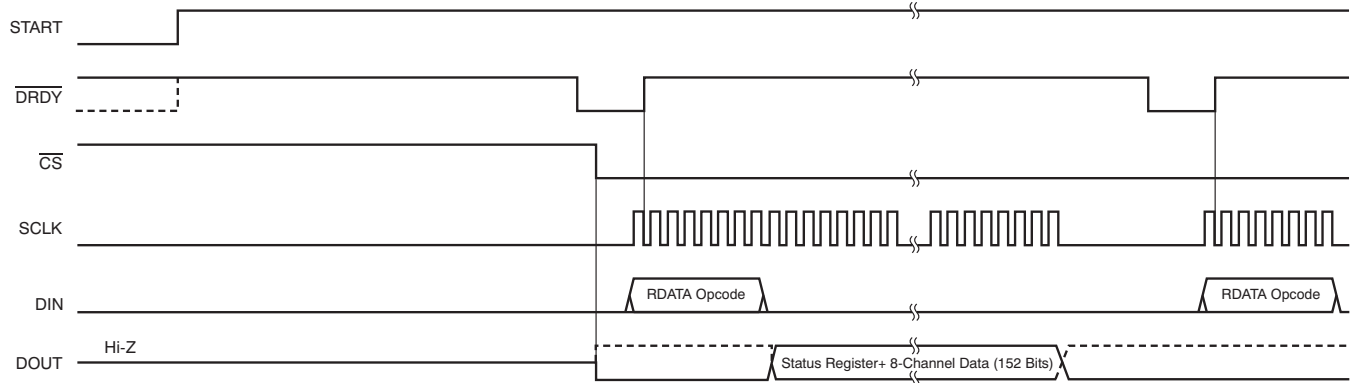 START
DRDY
CS
SCLK
DIN
RDATA Opcode
RDATA Opcode
Hi-Z
DOUT
Status Register+ 8-Channel Data (152 Bits)